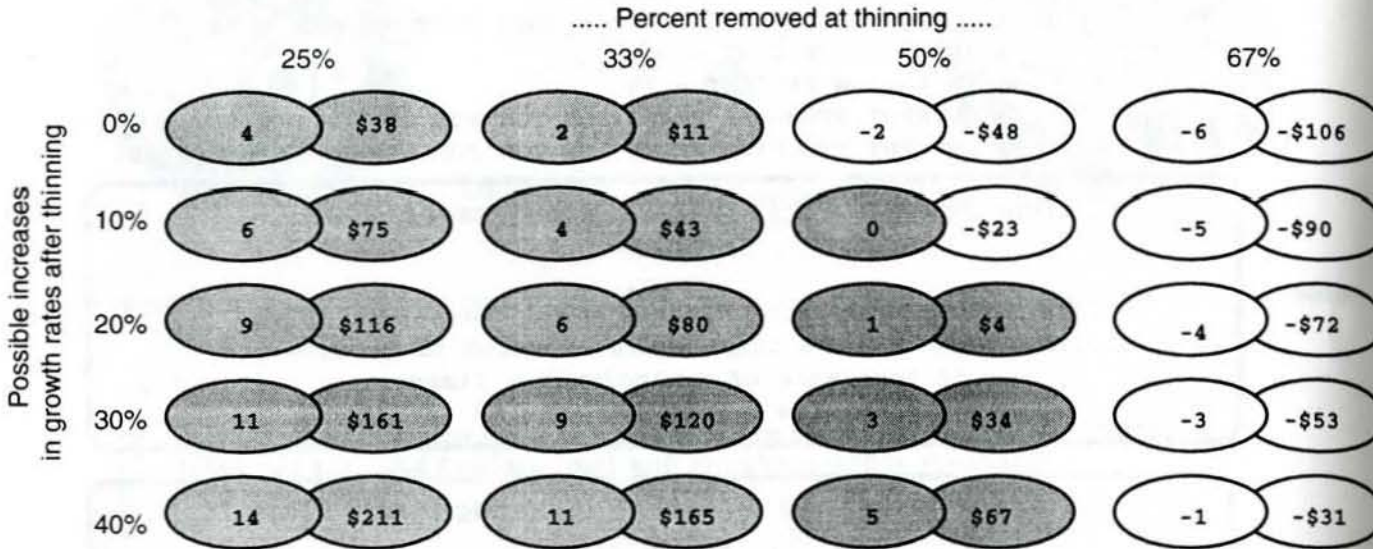 ..... Percent removed at thinning .....
25% 33% 50% 67%
Possible increases
in growth rates after thinning
0% 4 $38 2 $11 -2 -$48 -6 -$106
10% 6 $75 4 $43 0 -$23 -5 -$90
20% 9 $116 6 $80 1 $4 -4 -$72
30% 11 $161 9 $120 3 $34 -3 -$53
40% 14 $211 11 $165 5 $67 -1 -$31